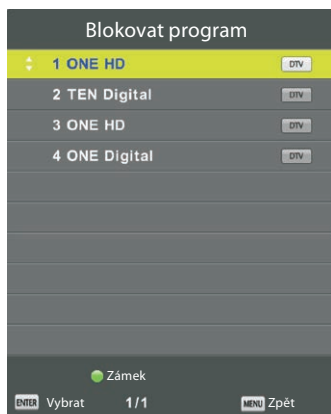 Blokovat program
1 ONE HD DTV
2 TEN Digital DTV
3 ONE HD DTV
4 ONE Digital DTV
Zámek
ENTER Vybrat 1/1 MENU Zpět